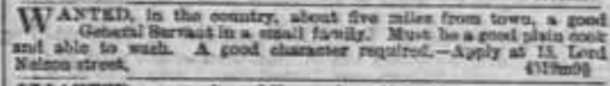 WANTED, in the country, about five miles from town, a good
General Servant in a small family. Must be a good plain cook
and able to wash. A good character required.—Apply at 15, Lord
Nelson street.